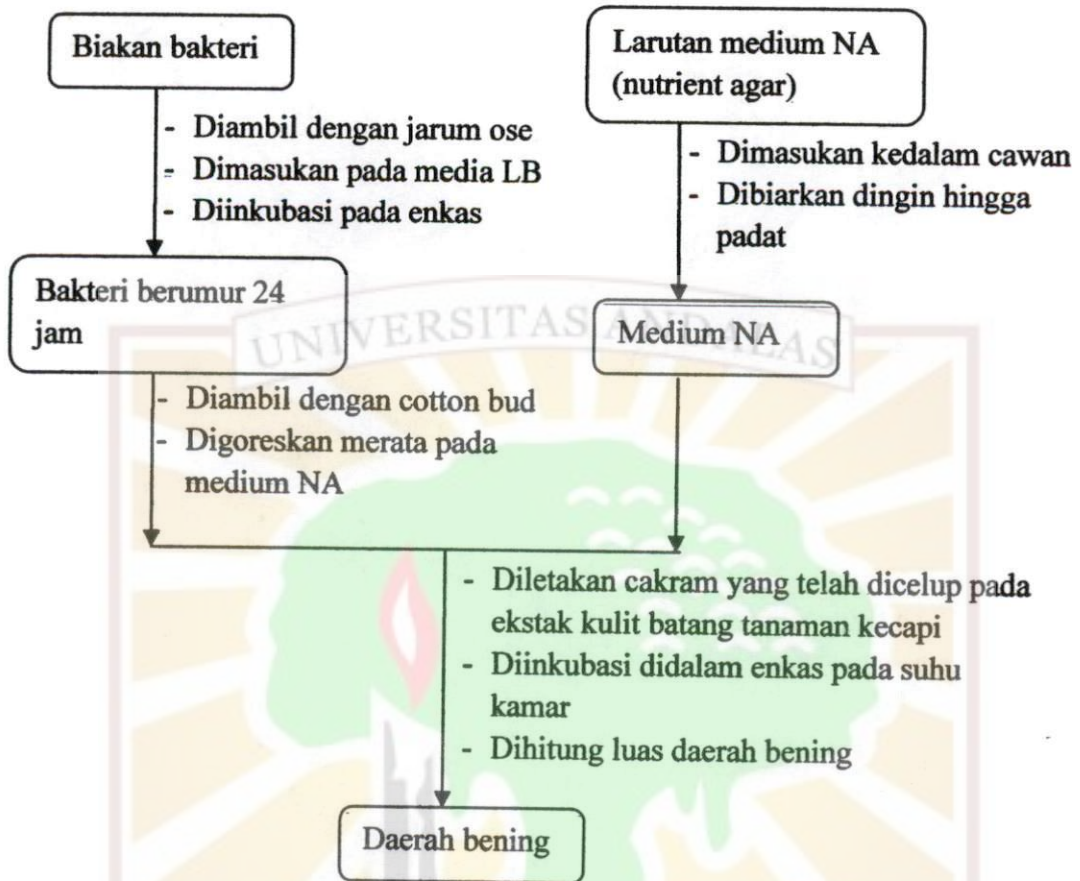 Biakan bakteri
- Diambil dengan jarum ose
- Dimasukan pada media LB
- Diinkubasi pada enkas
Bakteri berumur 24
jam
Larutan medium NA
(nutrient agar)
- Dimasukan kedalam cawan
- Dibiarkan dingin hingga
padat
Medium NA
UNIVERSITAS ANDALAS
- Diambil dengan cotton bud
- Digoreskan merata pada
medium NA
- Diletakan cakram yang telah dicelup pada
ekstak kulit batang tanaman kecapi
- Diinkubasi didalam enkas pada suhu
kamar
- Dihitung luas daerah bening
Daerah bening